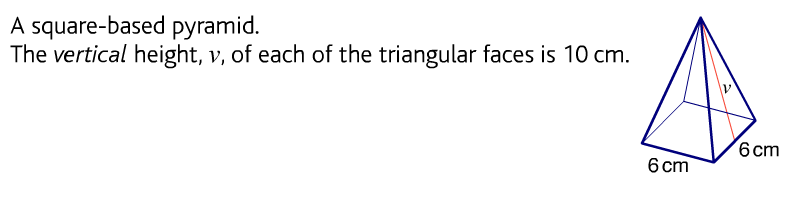 A square-based pyramid.
The vertical height, v, of each of the triangular faces is 10 cm.
v
6 cm
6 cm